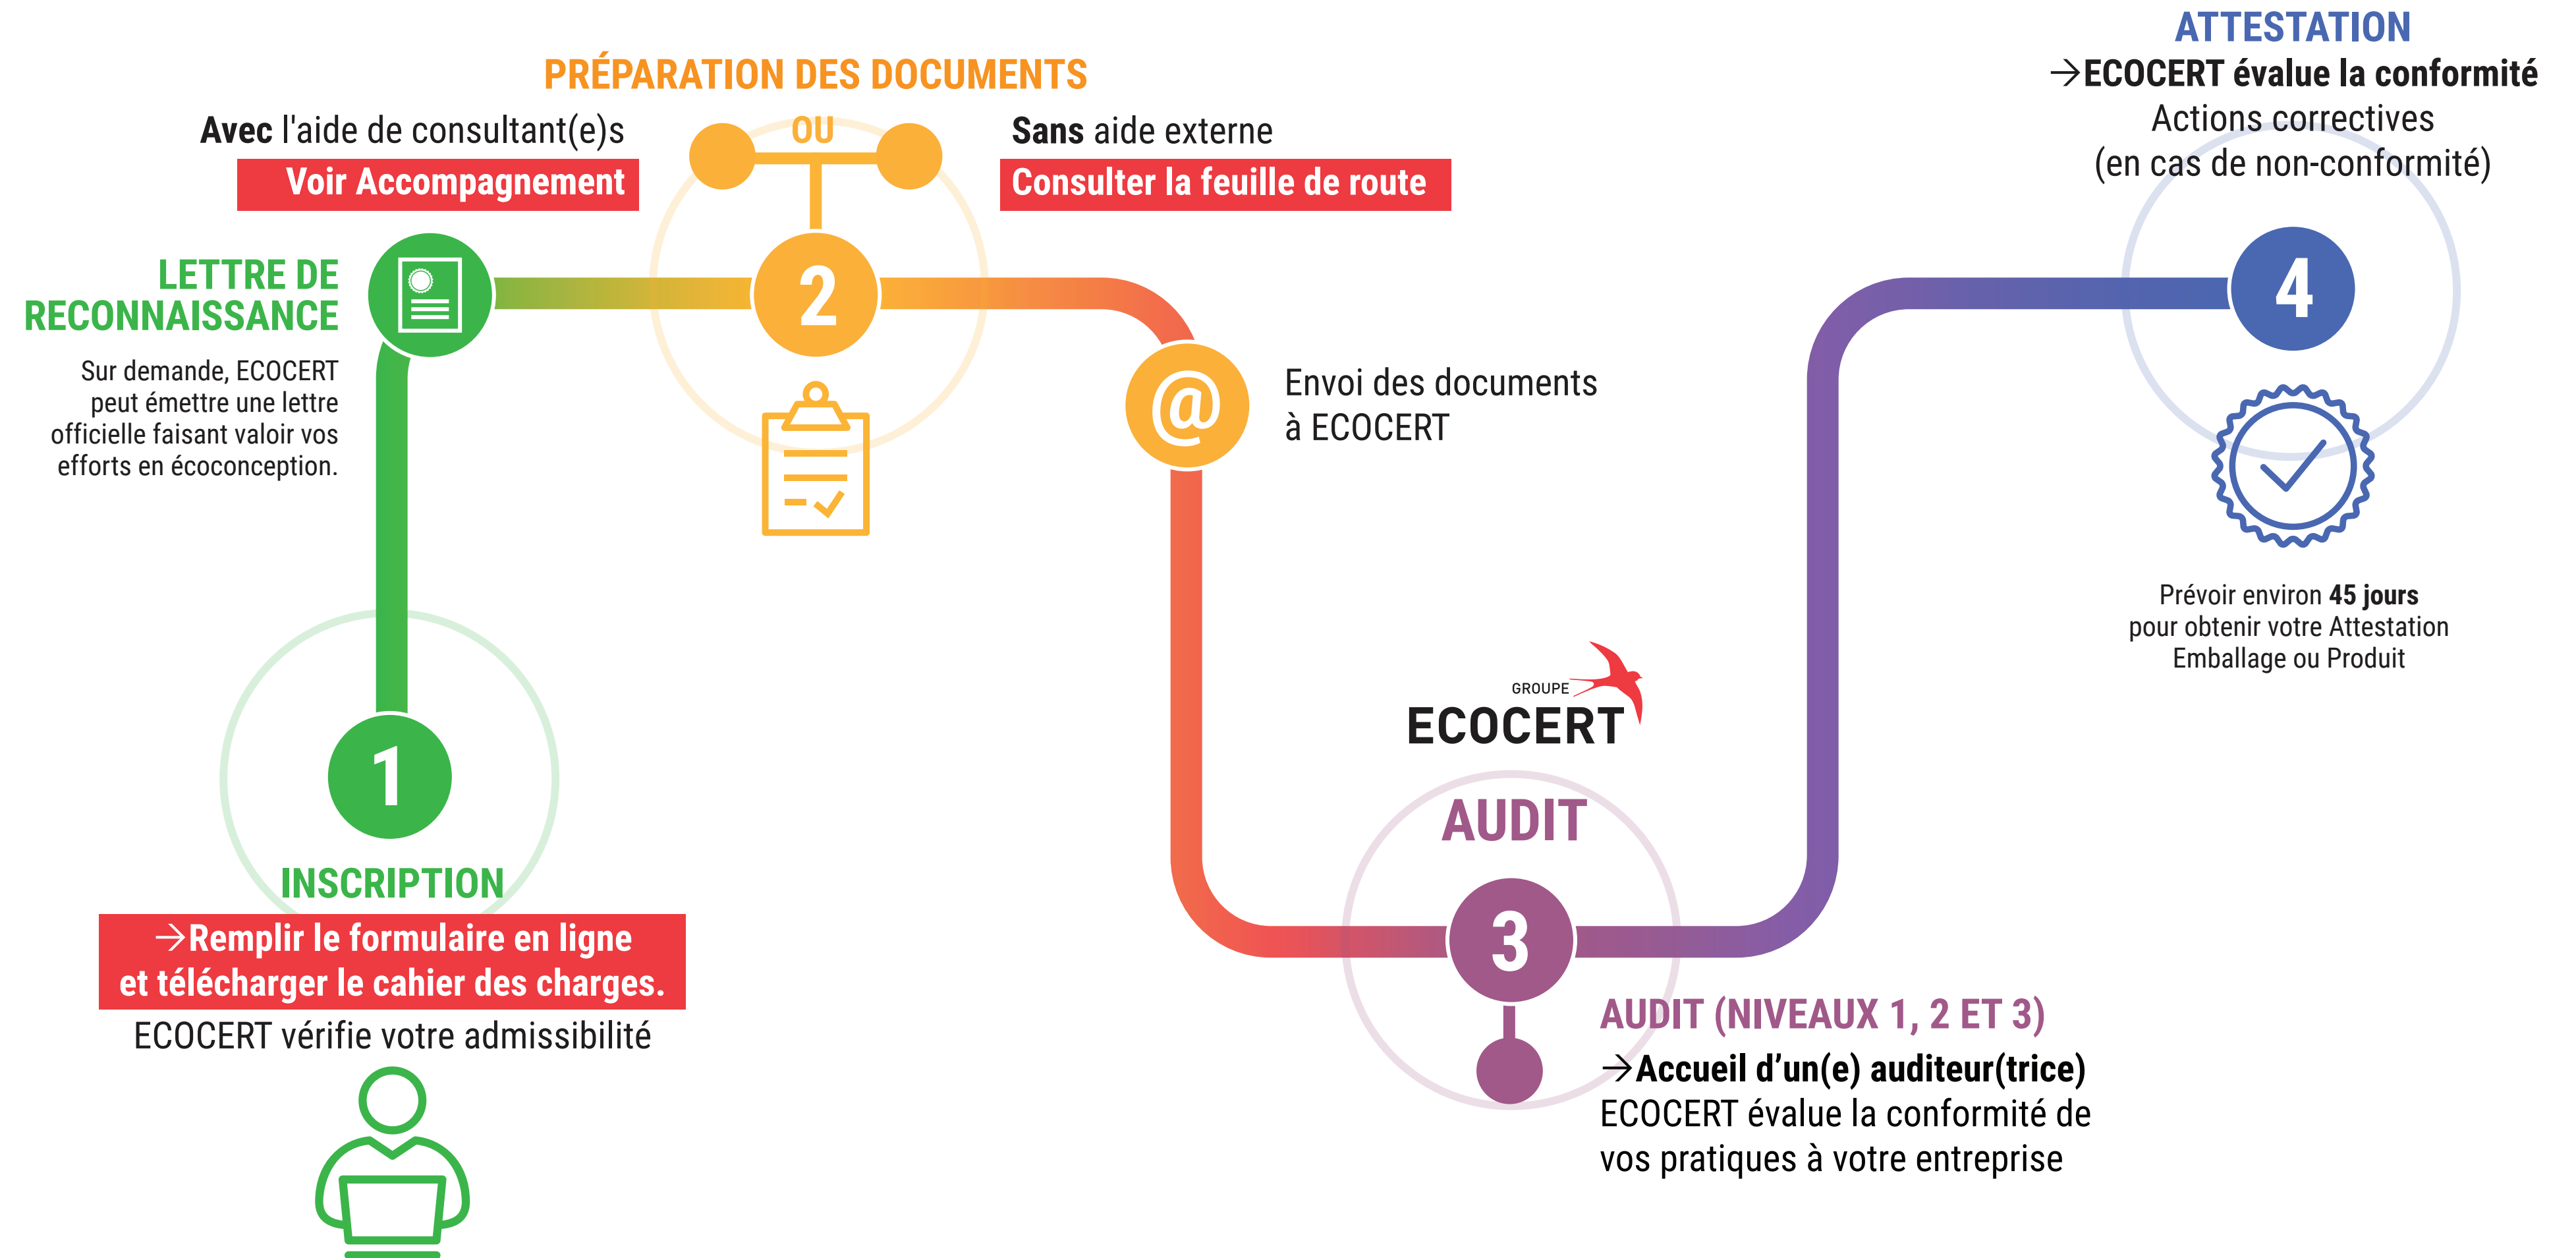 1
INSCRIPTION
→Remplir le formulaire en ligne
et télécharger le cahier des charges.
ECOCERT vérifie votre admissibilité
LETTRE DE
RECONNAISSANCE
Sur demande, ECOCERT
peut émettre une lettre
officielle faisant valoir vos
efforts en écoconception.
PRÉPARATION DES DOCUMENTS
Avec l'aide de consultant(e)s
Voir Accompagnement
OU
Sans aide externe
Consulter la feuille de route
2
@
Envoi des documents
à ECOCERT
GROUPE
ECOCERT
AUDIT
3
AUDIT (NIVEAUX 1, 2 ET 3)
→Accueil d’un(e) auditeur(trice)
ECOCERT évalue la conformité de
vos pratiques à votre entreprise
ATTESTATION
→ECOCERT évalue la conformité
Actions correctives
(en cas de non-conformité)
4
Prévoir environ 45 jours
pour obtenir votre Attestation
Emballage ou Produit